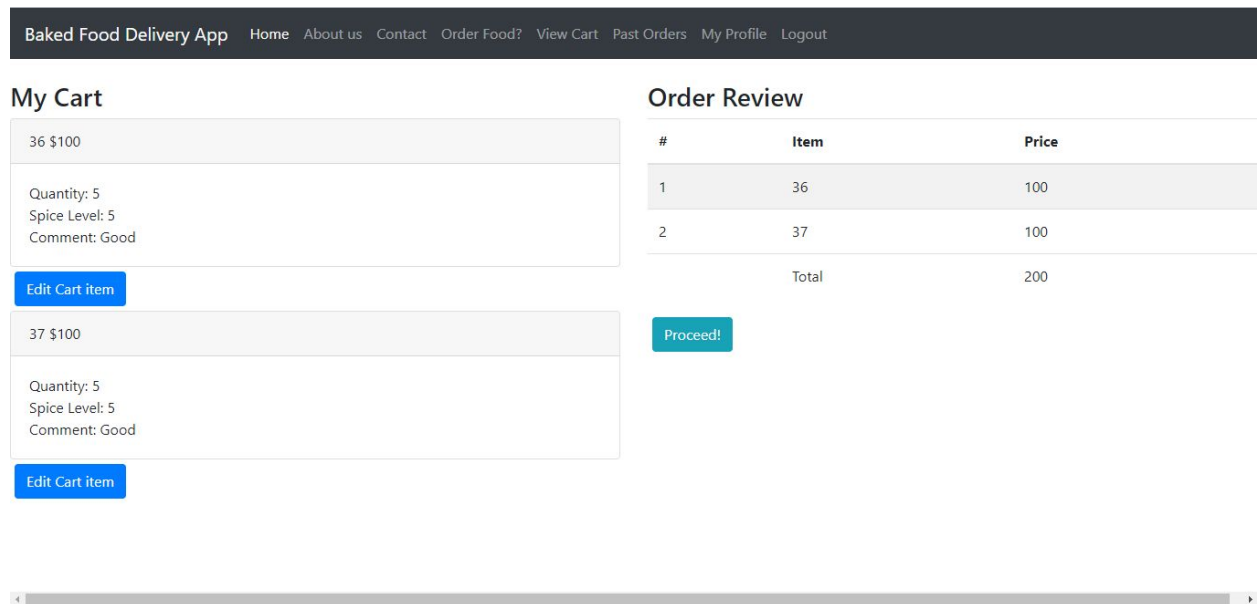 Baked Food Delivery App Home About us Contact Order Food? View Cart Past Orders My Profile Logout
My Cart
36 $100
Quantity: 5
Spice Level: 5
Comment: Good
Edit Cart item
37 $100
Quantity: 5
Spice Level: 5
Comment: Good
Edit Cart item
Order Review
# Item Price
1 36 100
2 37 100
Total 200
Proceed!